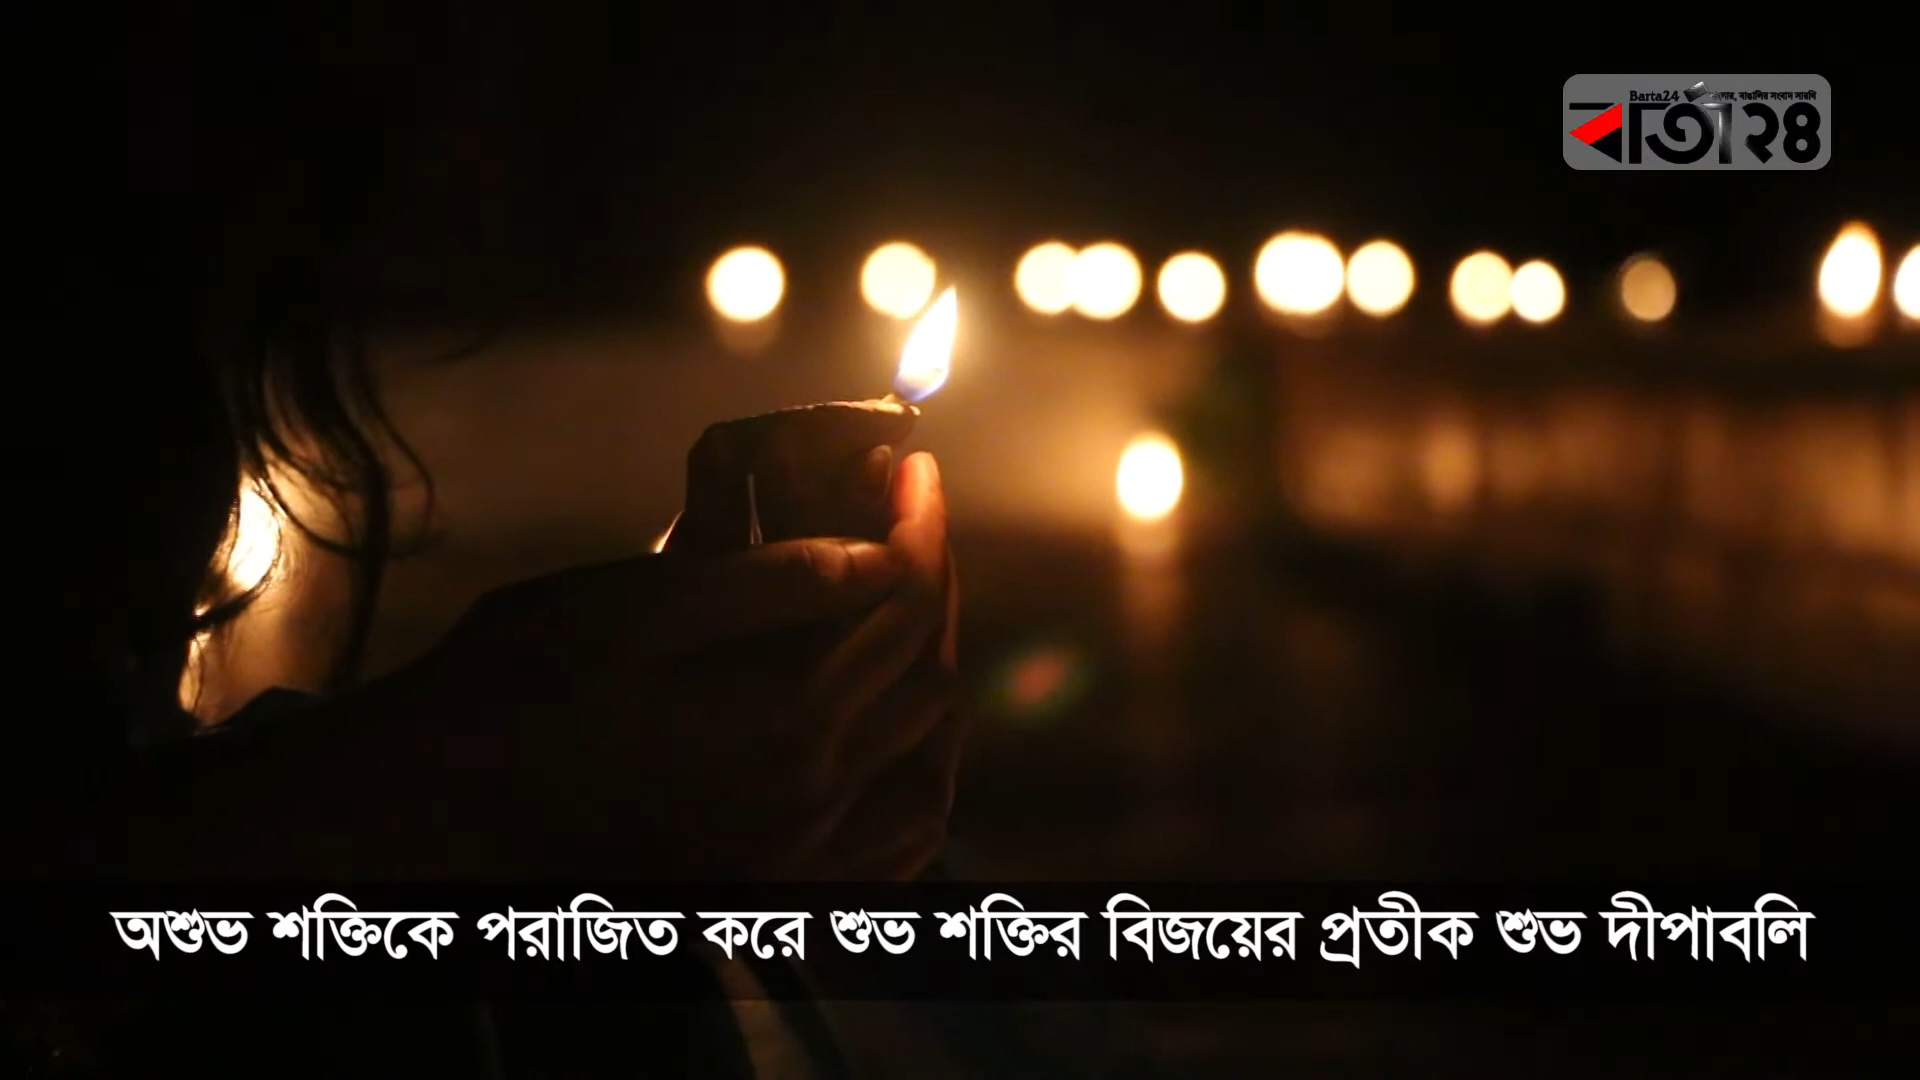 Barta24
বার্তা২৪
অশুভ শক্তিকে পরাজিত করে শুভ শক্তির বিজয়ের প্রতীক শুভ দীপাবলি